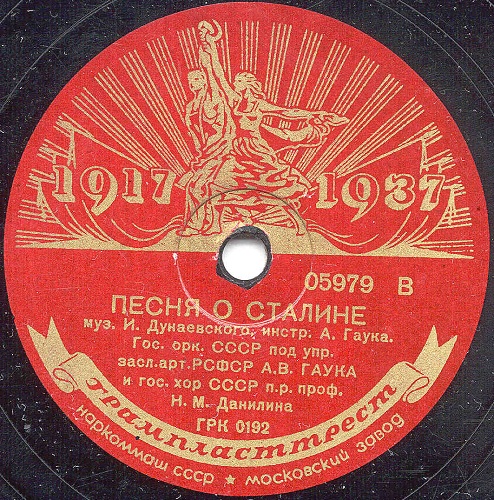 1917 1937
05979 В
ПЕСНЯ О СТАЛИНЕ
муз. И. Дунаевского, инстр: А. Гаука.
Гос. орк. СССР под упр.
засл.арт. РСФСР А.В. ГАУКА
и гос. хор СССР п.р. проф.
Н. М. Данилина
ГРК 0192
Грампласттрест
наркоммаш ссср • московский завод